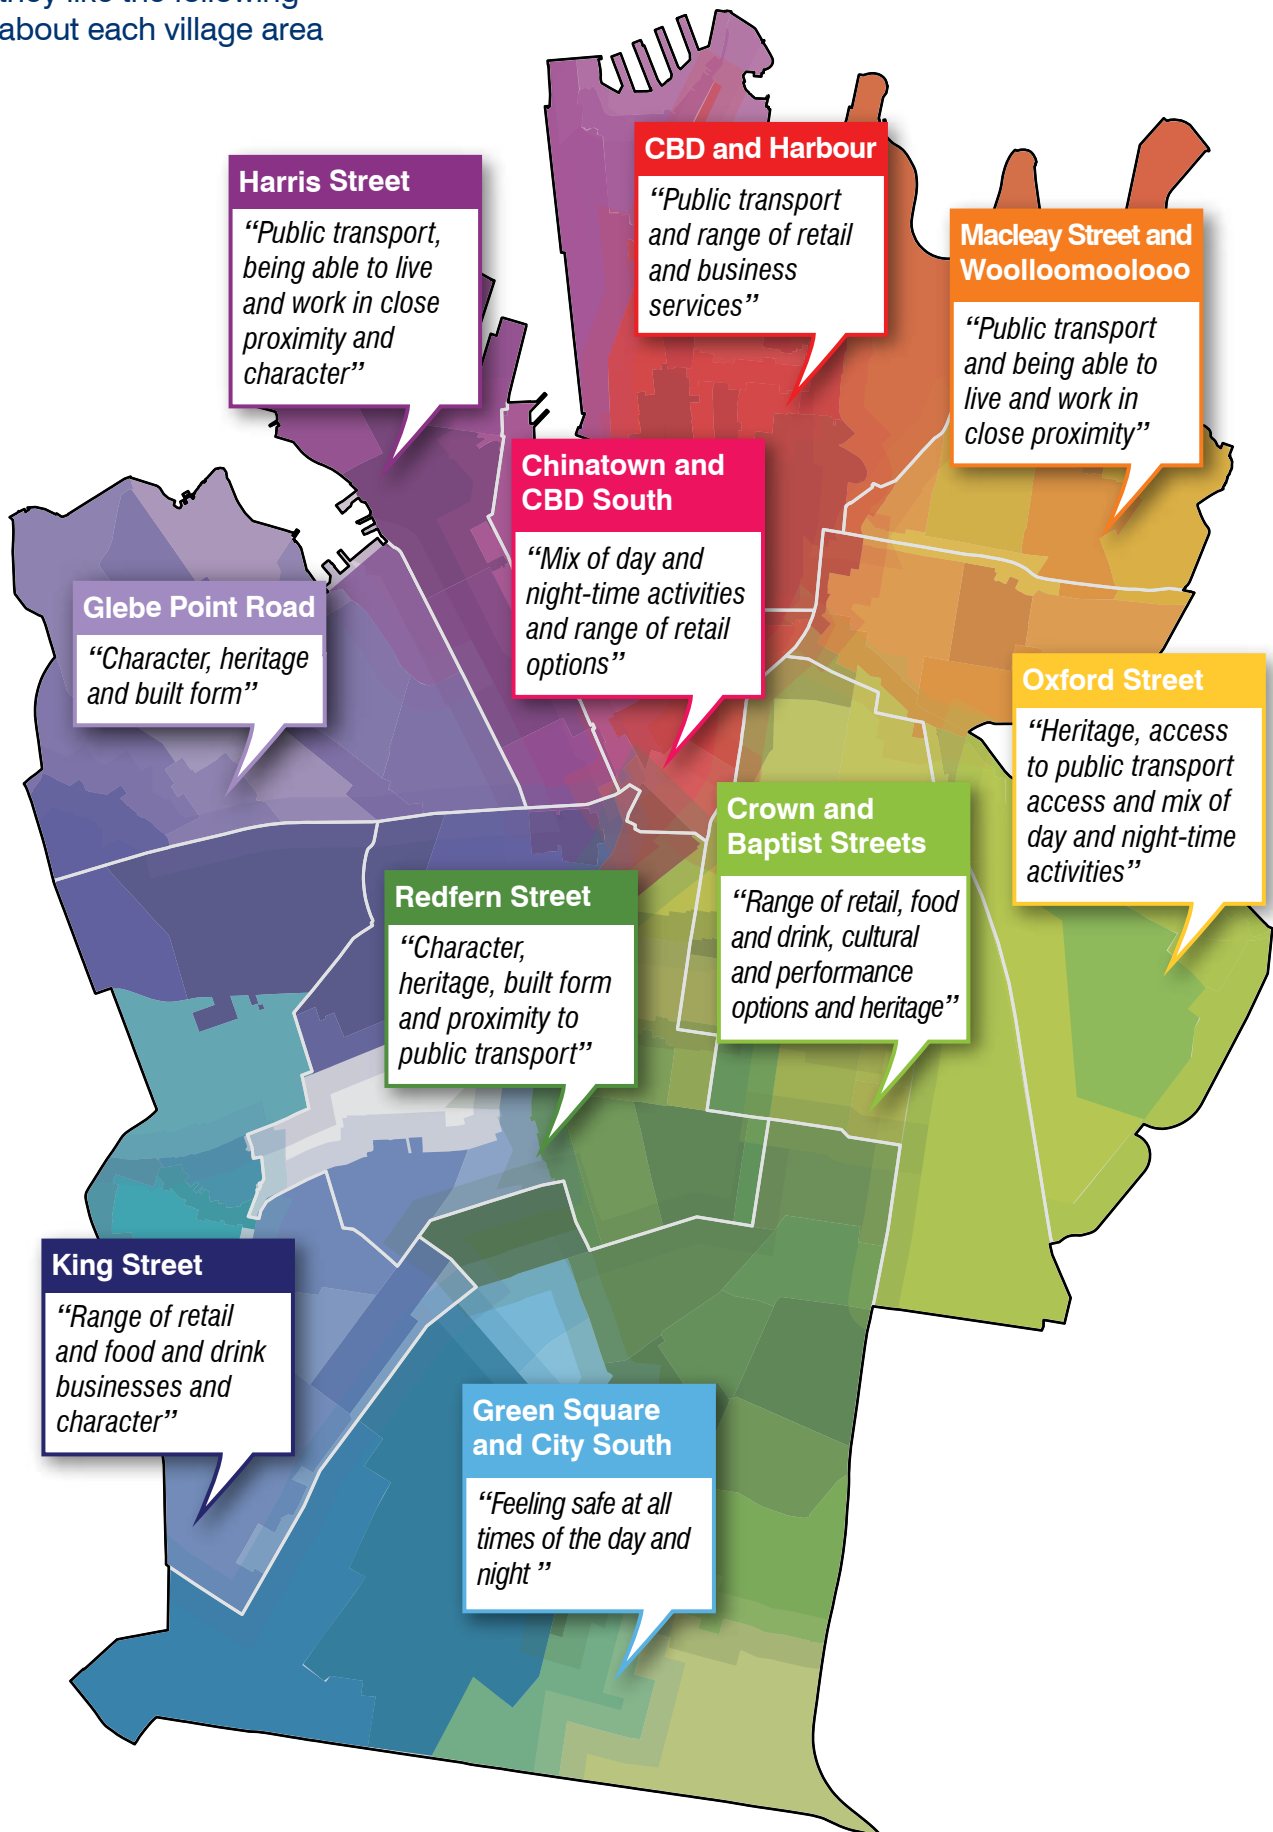 they like the following
about each village area
CBD and Harbour
“Public transport
and range of retail
and business
services”
Harris Street
“Public transport,
being able to live
and work in close
proximity and
character”
Macleay Street and
Woolloomoolooo
“Public transport
and being able to
live and work in
close proximity”
Chinatown and
CBD South
“Mix of day and
night-time activities
and range of retail
options”
Glebe Point Road
“Character, heritage
and built form”
Oxford Street
“Heritage, access
to public transport
access and mix of
day and night-time
activities”
Crown and
Baptist Streets
“Range of retail, food
and drink, cultural
and performance
options and heritage”
Redfern Street
“Character,
heritage, built form
and proximity to
public transport”
King Street
“Range of retail
and food and drink
businesses and
character”
Green Square
and City South
“Feeling safe at all
times of the day and
night ”